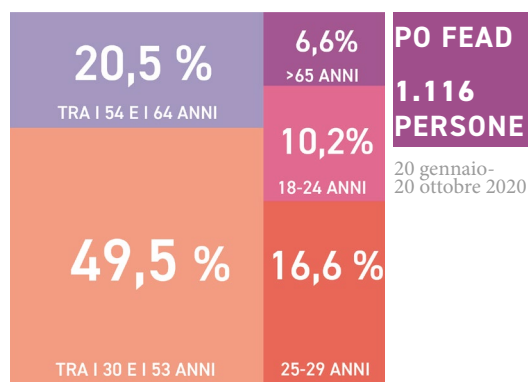 20,5 %
TRA I 54 E I 64 ANNI
6,6%
>65 ANNI
10,2%
18-24 ANNI
49,5 %
TRA I 30 E I 53 ANNI
16,6 %
25-29 ANNI
PO FEAD
1.116
PERSONE
20 gennaio-
20 ottobre 2020